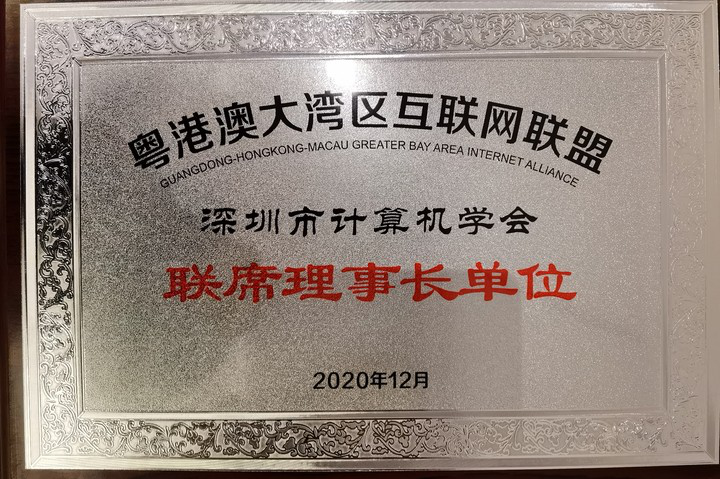 粤港澳大湾区互联网联盟
GUANGDONG-HONGKONG-MACAU GREATER BAY AREA INTERNET ALLIANCE
深圳市计算机学会
联席理事长单位
2020年12月